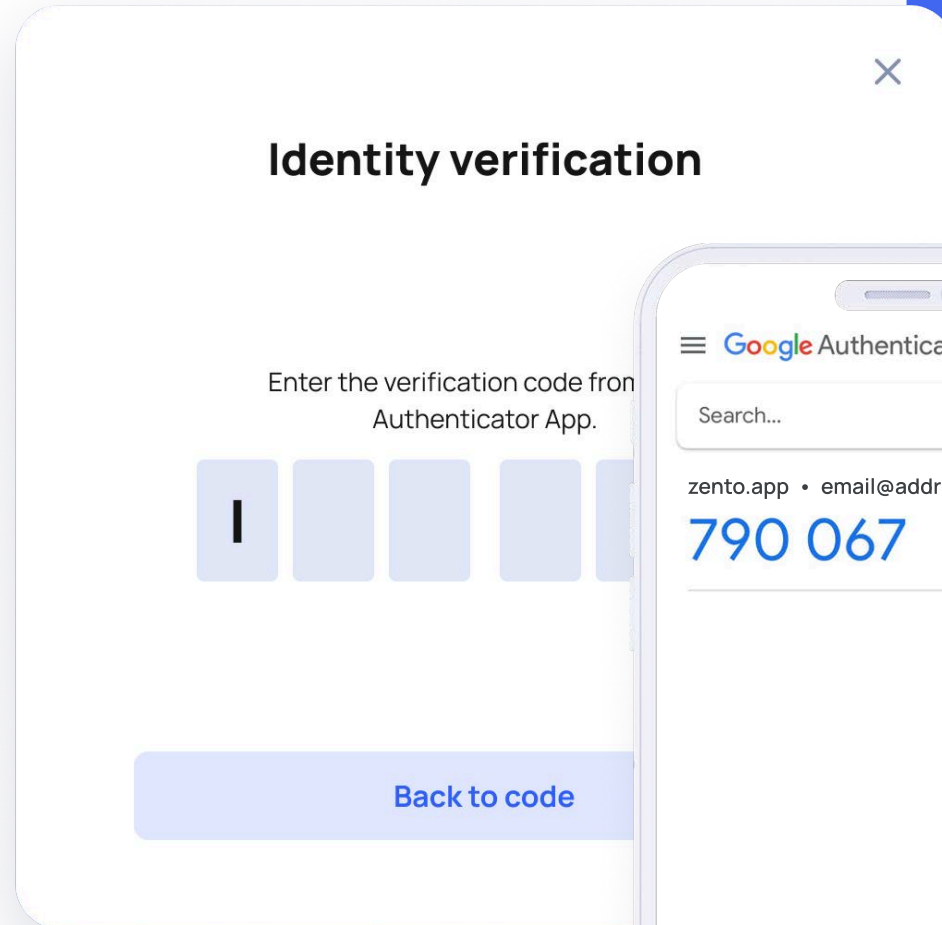 Identity verification
Enter the verification code from
Authenticator App.
Back to code
Google Authentica
Search...
zento.app • email@addr
790 067